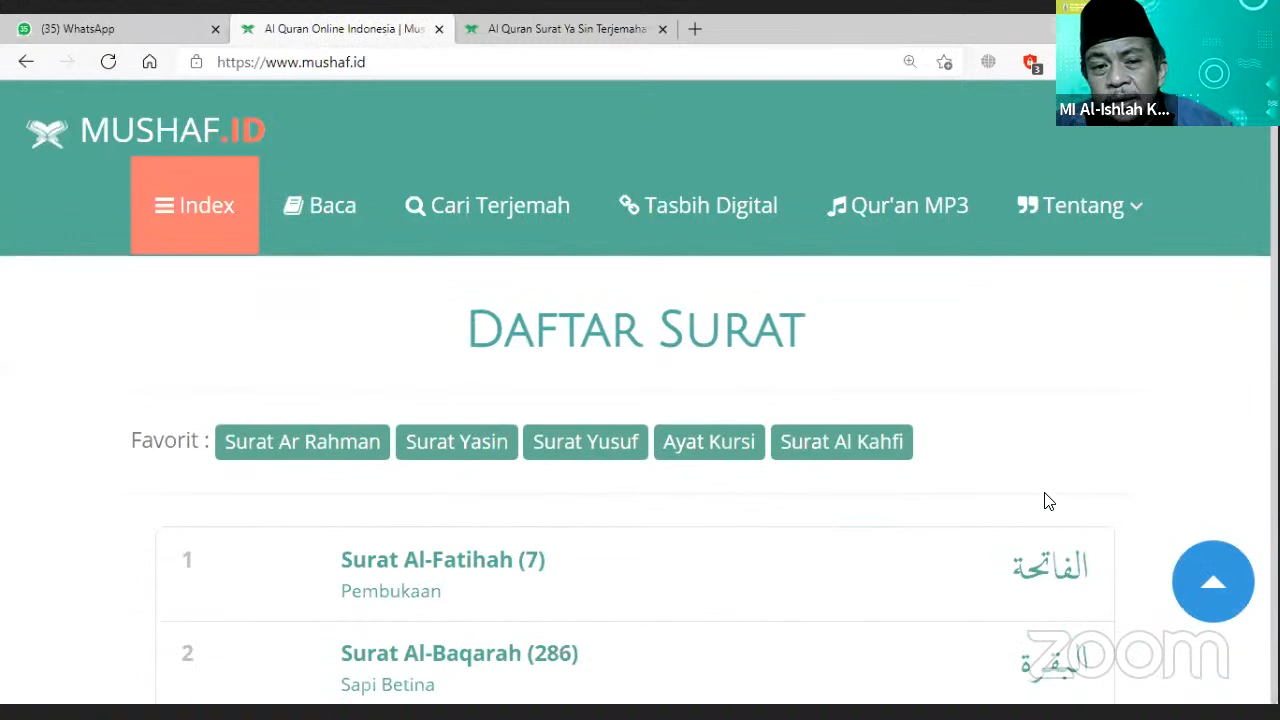 (35) WhatsApp
Al Quran Online Indonesia | Mus
Al Quran Surat Ya Sin Terjemaha
https://www.mushaf.id
3
MI Al-Ishlah K...
MUSHAF.ID
Index
Baca
Cari Terjemah
Tasbih Digital
Qur'an MP3
Tentang
DAFTAR SURAT
Favorit :
Surat Ar Rahman
Surat Yasin
Surat Yusuf
Ayat Kursi
Surat Al Kahfi
1
Surat Al-Fatihah (7)
الفاتحة
Pembukaan
2
Surat Al-Baqarah (286)
البقرة
Sapi Betina
zoom